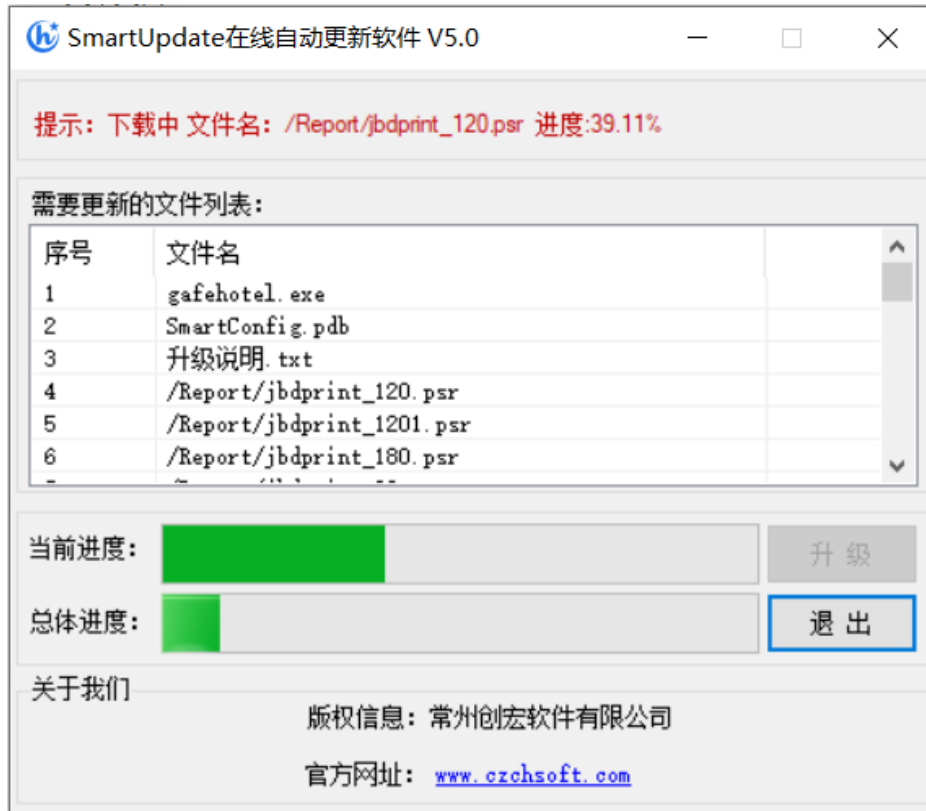 SmartUpdate在线自动更新软件 V5.0
提示：下载中 文件名：/Report/jbdprint_120.psr 进度:39.11%
需要更新的文件列表：
序号 文件名
1 gafehotel.exe
2 SmartConfig.pdb
3 升级说明.txt
4 /Report/jbdprint_120.psr
5 /Report/jbdprint_1201.psr
6 /Report/jbdprint_180.psr
当前进度： 升 级
总体进度： 退 出
关于我们
版权信息：常州创宏软件有限公司
官方网址： www.czchsoft.com